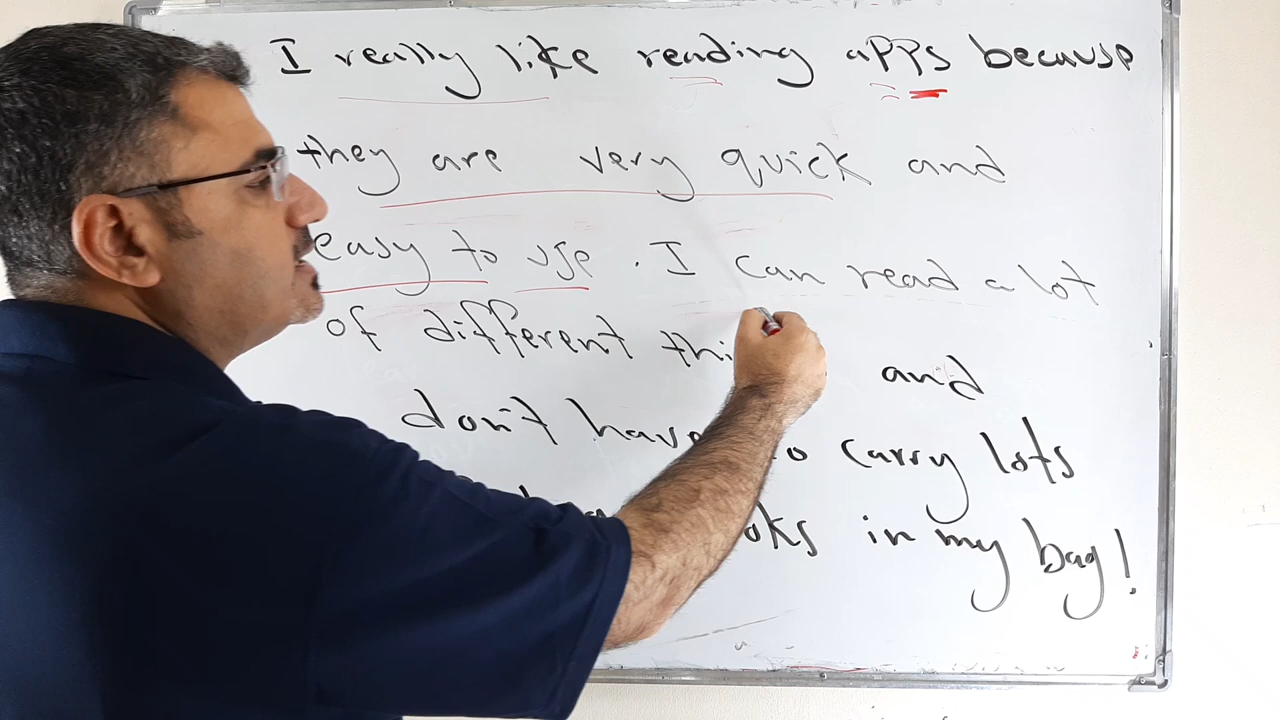 I really like reading apps because
they are very quick and
easy to use. I can read a lot
of different and
don't have carry lots
in my bag!